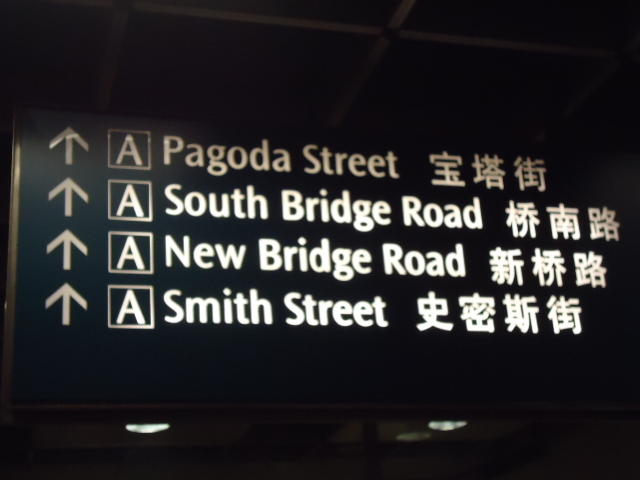 ↑ A Pagoda Street 宝塔街
↑ A South Bridge Road 桥南路
↑ A New Bridge Road 新桥路
↑ A Smith Street 史密斯街